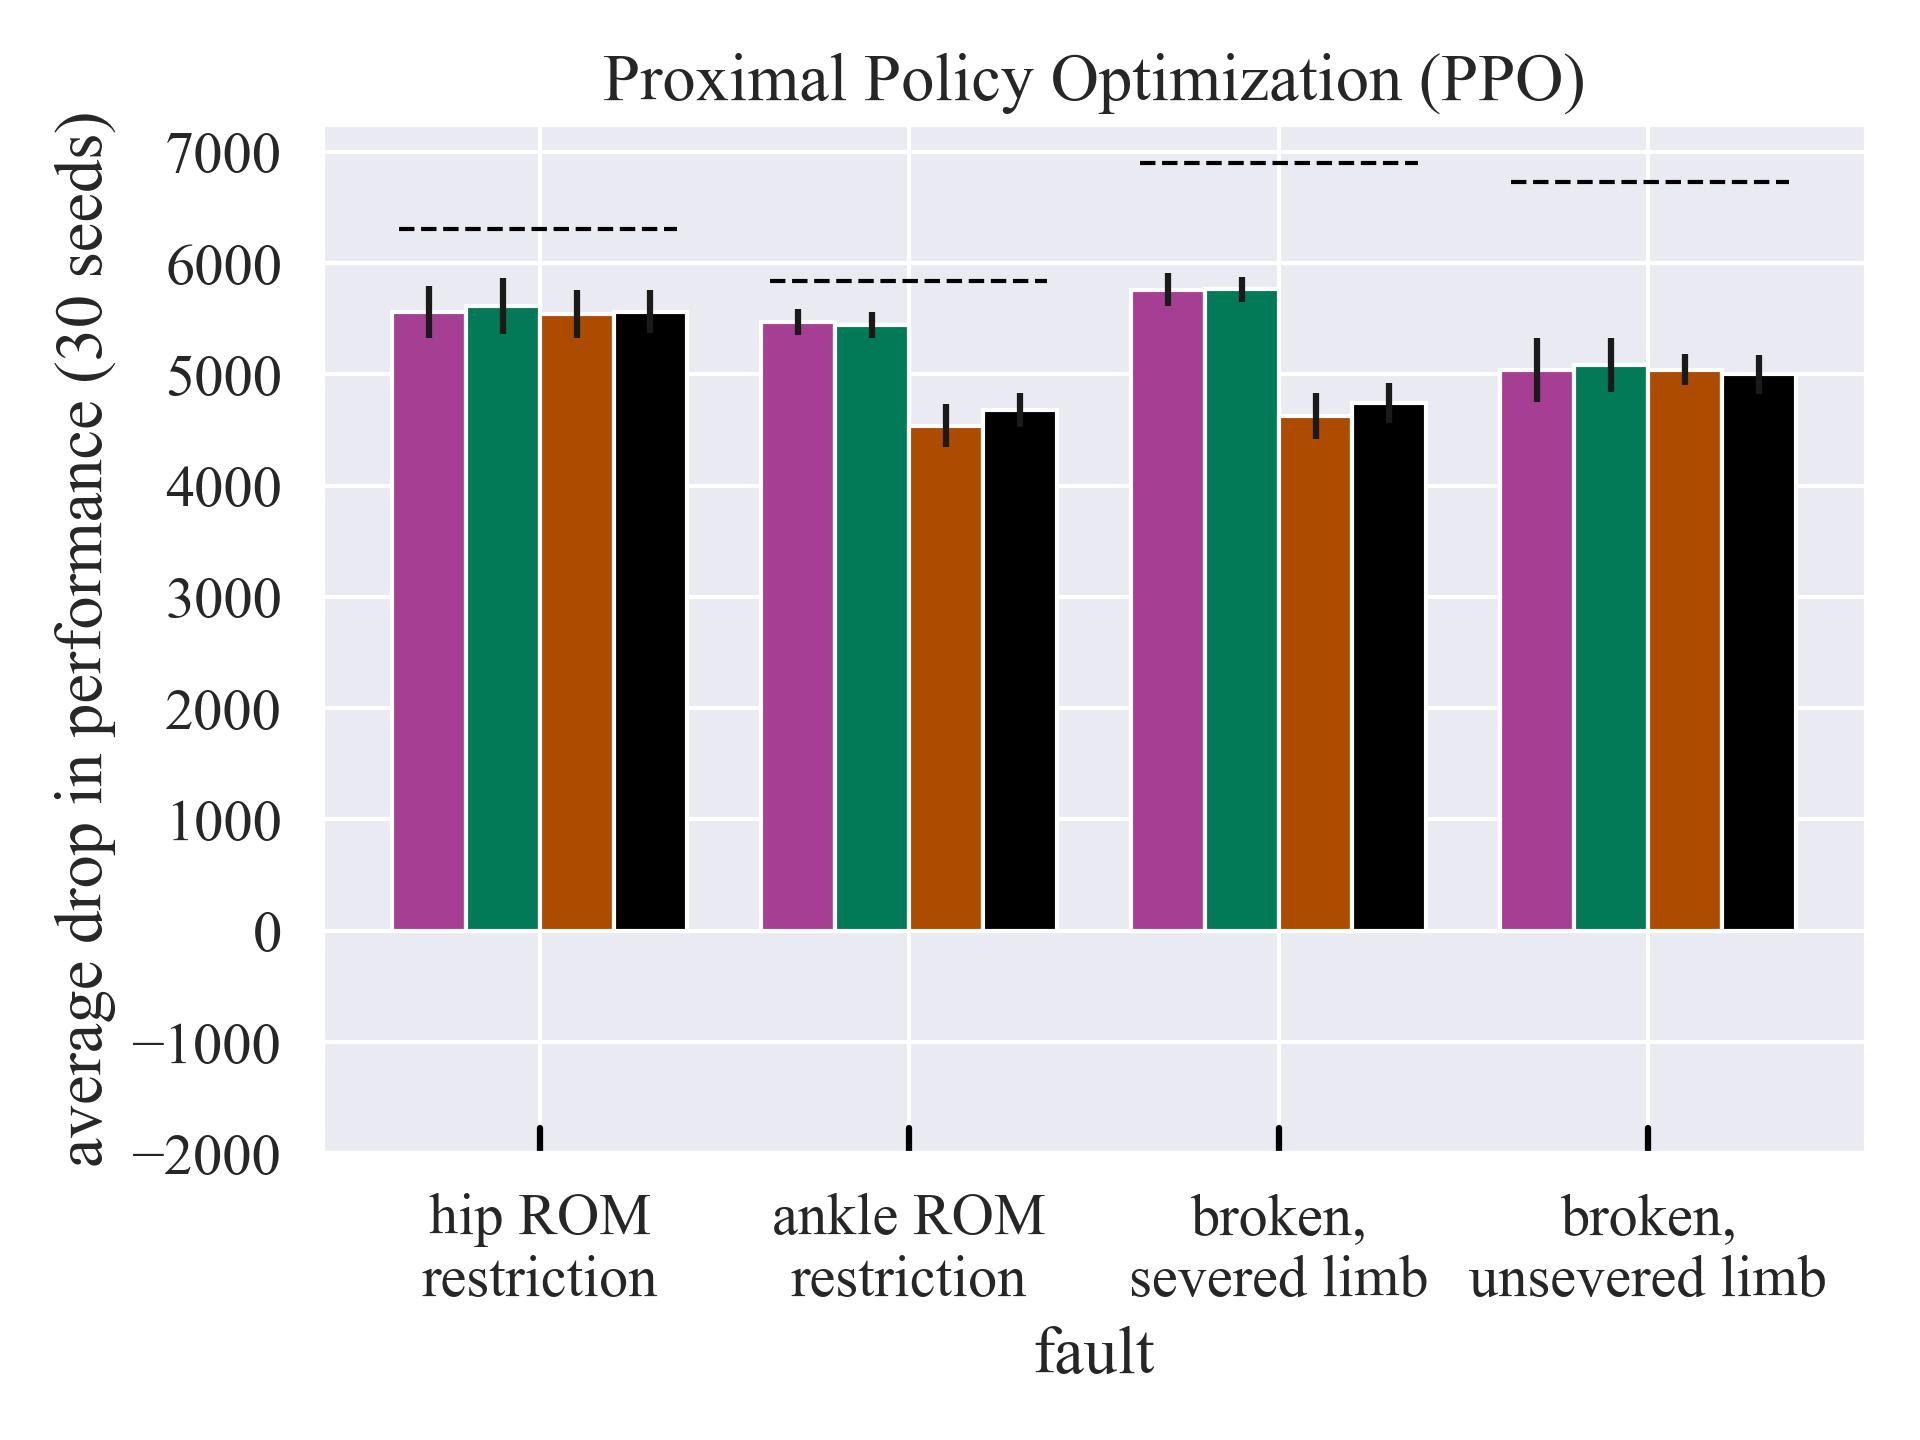 Proximal Policy Optimization (PPO)
average drop in performance (30 seeds)
7000
6000
5000
4000
3000
2000
1000
0
−1000
−2000
hip ROM
restriction
ankle ROM
restriction
broken,
severed limb
broken,
unsevered limb
fault